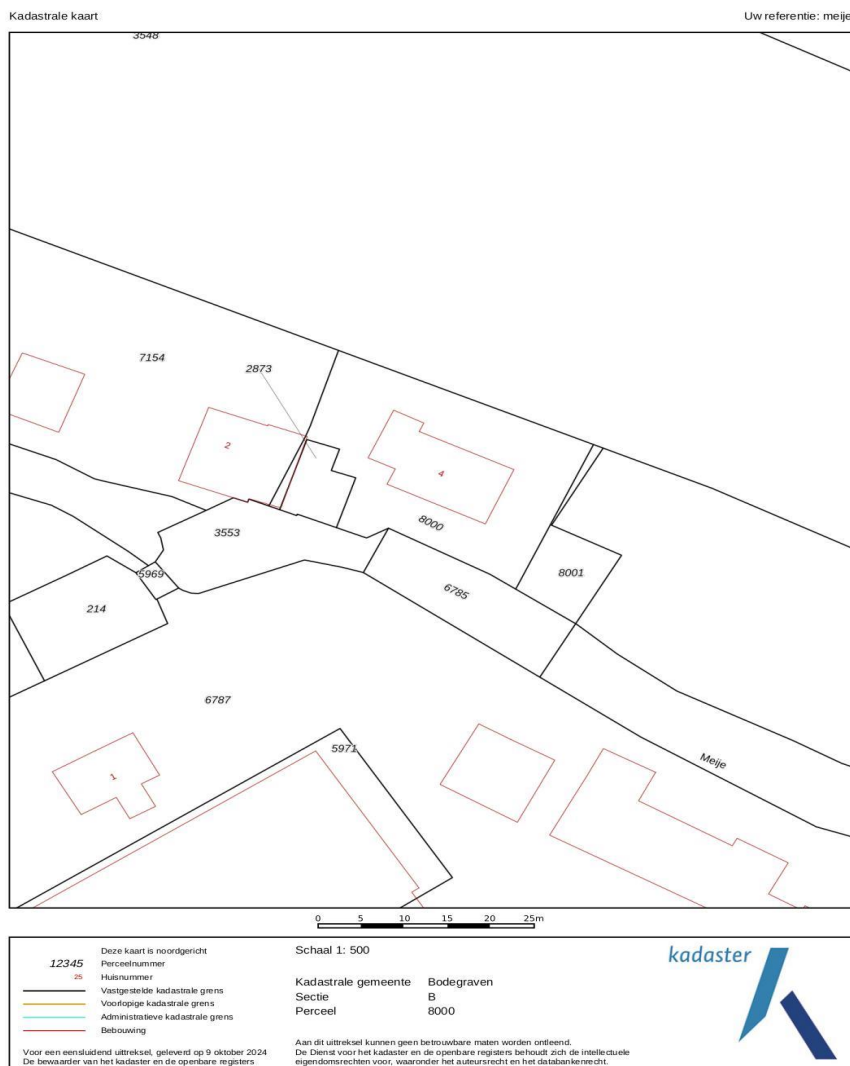 Kadastrale kaart
Uw referentie: meije
3548
7154
2873
2
4
8000
3553
5969
8001
6785
214
6787
5971
1
Meije
0 5 10 15 20 25m
Deze kaart is noordgericht
12345 Perceelnummer
25 Huisnummer
Vastgestelde kadastrale grens
Voorlopige kadastrale grens
Administratieve kadastrale grens
Bebouwing
Voor een eensluidend uittreksel, geleverd op 9 oktober 2024
De bewaarder van het kadaster en de openbare registers
Schaal 1: 500
Kadastrale gemeente Bodegraven
Sectie B
Perceel 8000
Aan dit uittreksel kunnen geen betrouwbare maten worden ontleend.
De Dienst voor het kadaster en de openbare registers behoudt zich de intellectuele
eigendomsrechten voor, waaronder het auteursrecht en het databankenrecht.
kadaster